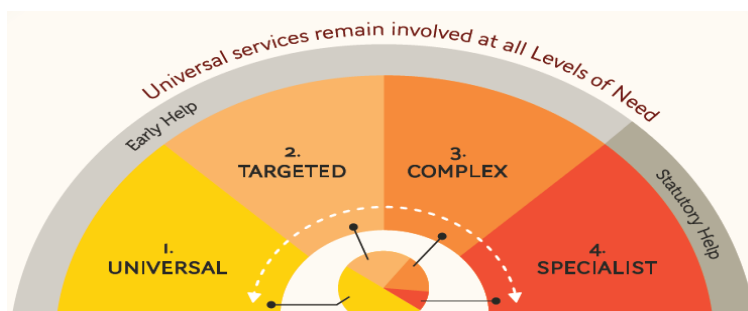 Universal services remain involved at all Levels of Need
Early Help
Statutory Help
1.
UNIVERSAL
2.
TARGETED
3.
COMPLEX
4.
SPECIALIST